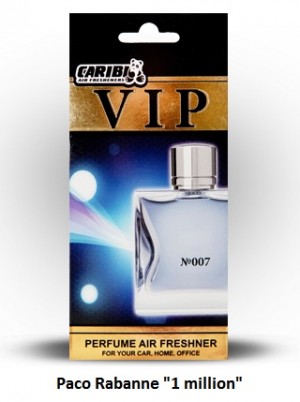 CARIBI
AIR FRESHENERS
VIP
№007
PERFUME AIR FRESHNER
FOR YOUR CAR, HOME, OFFICE
Paco Rabanne "1 million"